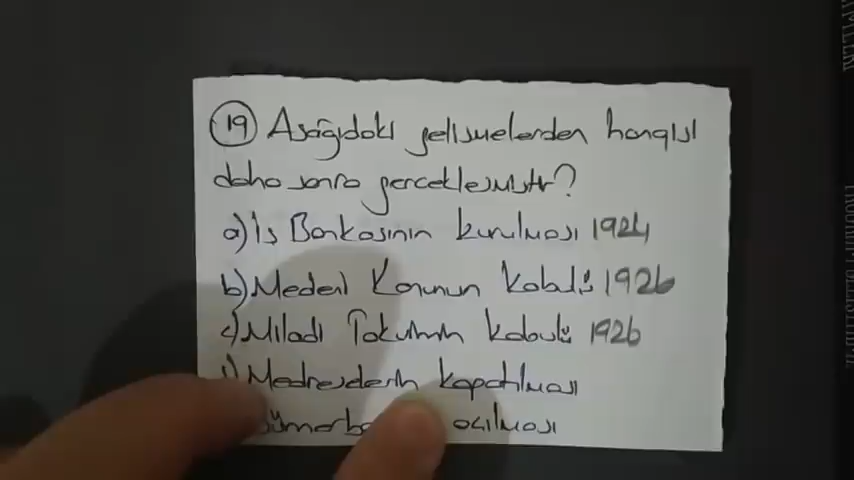 19 Aşağıdaki gelişmelerden hangisi
daha sonra gerçekleşmiştir?
a) İş Bankasının kurulması 1924
b) Medeni Kanunun Kabulü 1926
c) Miladi Takvimin kabulü 1926
) Medreselerin kapatılması
açılması